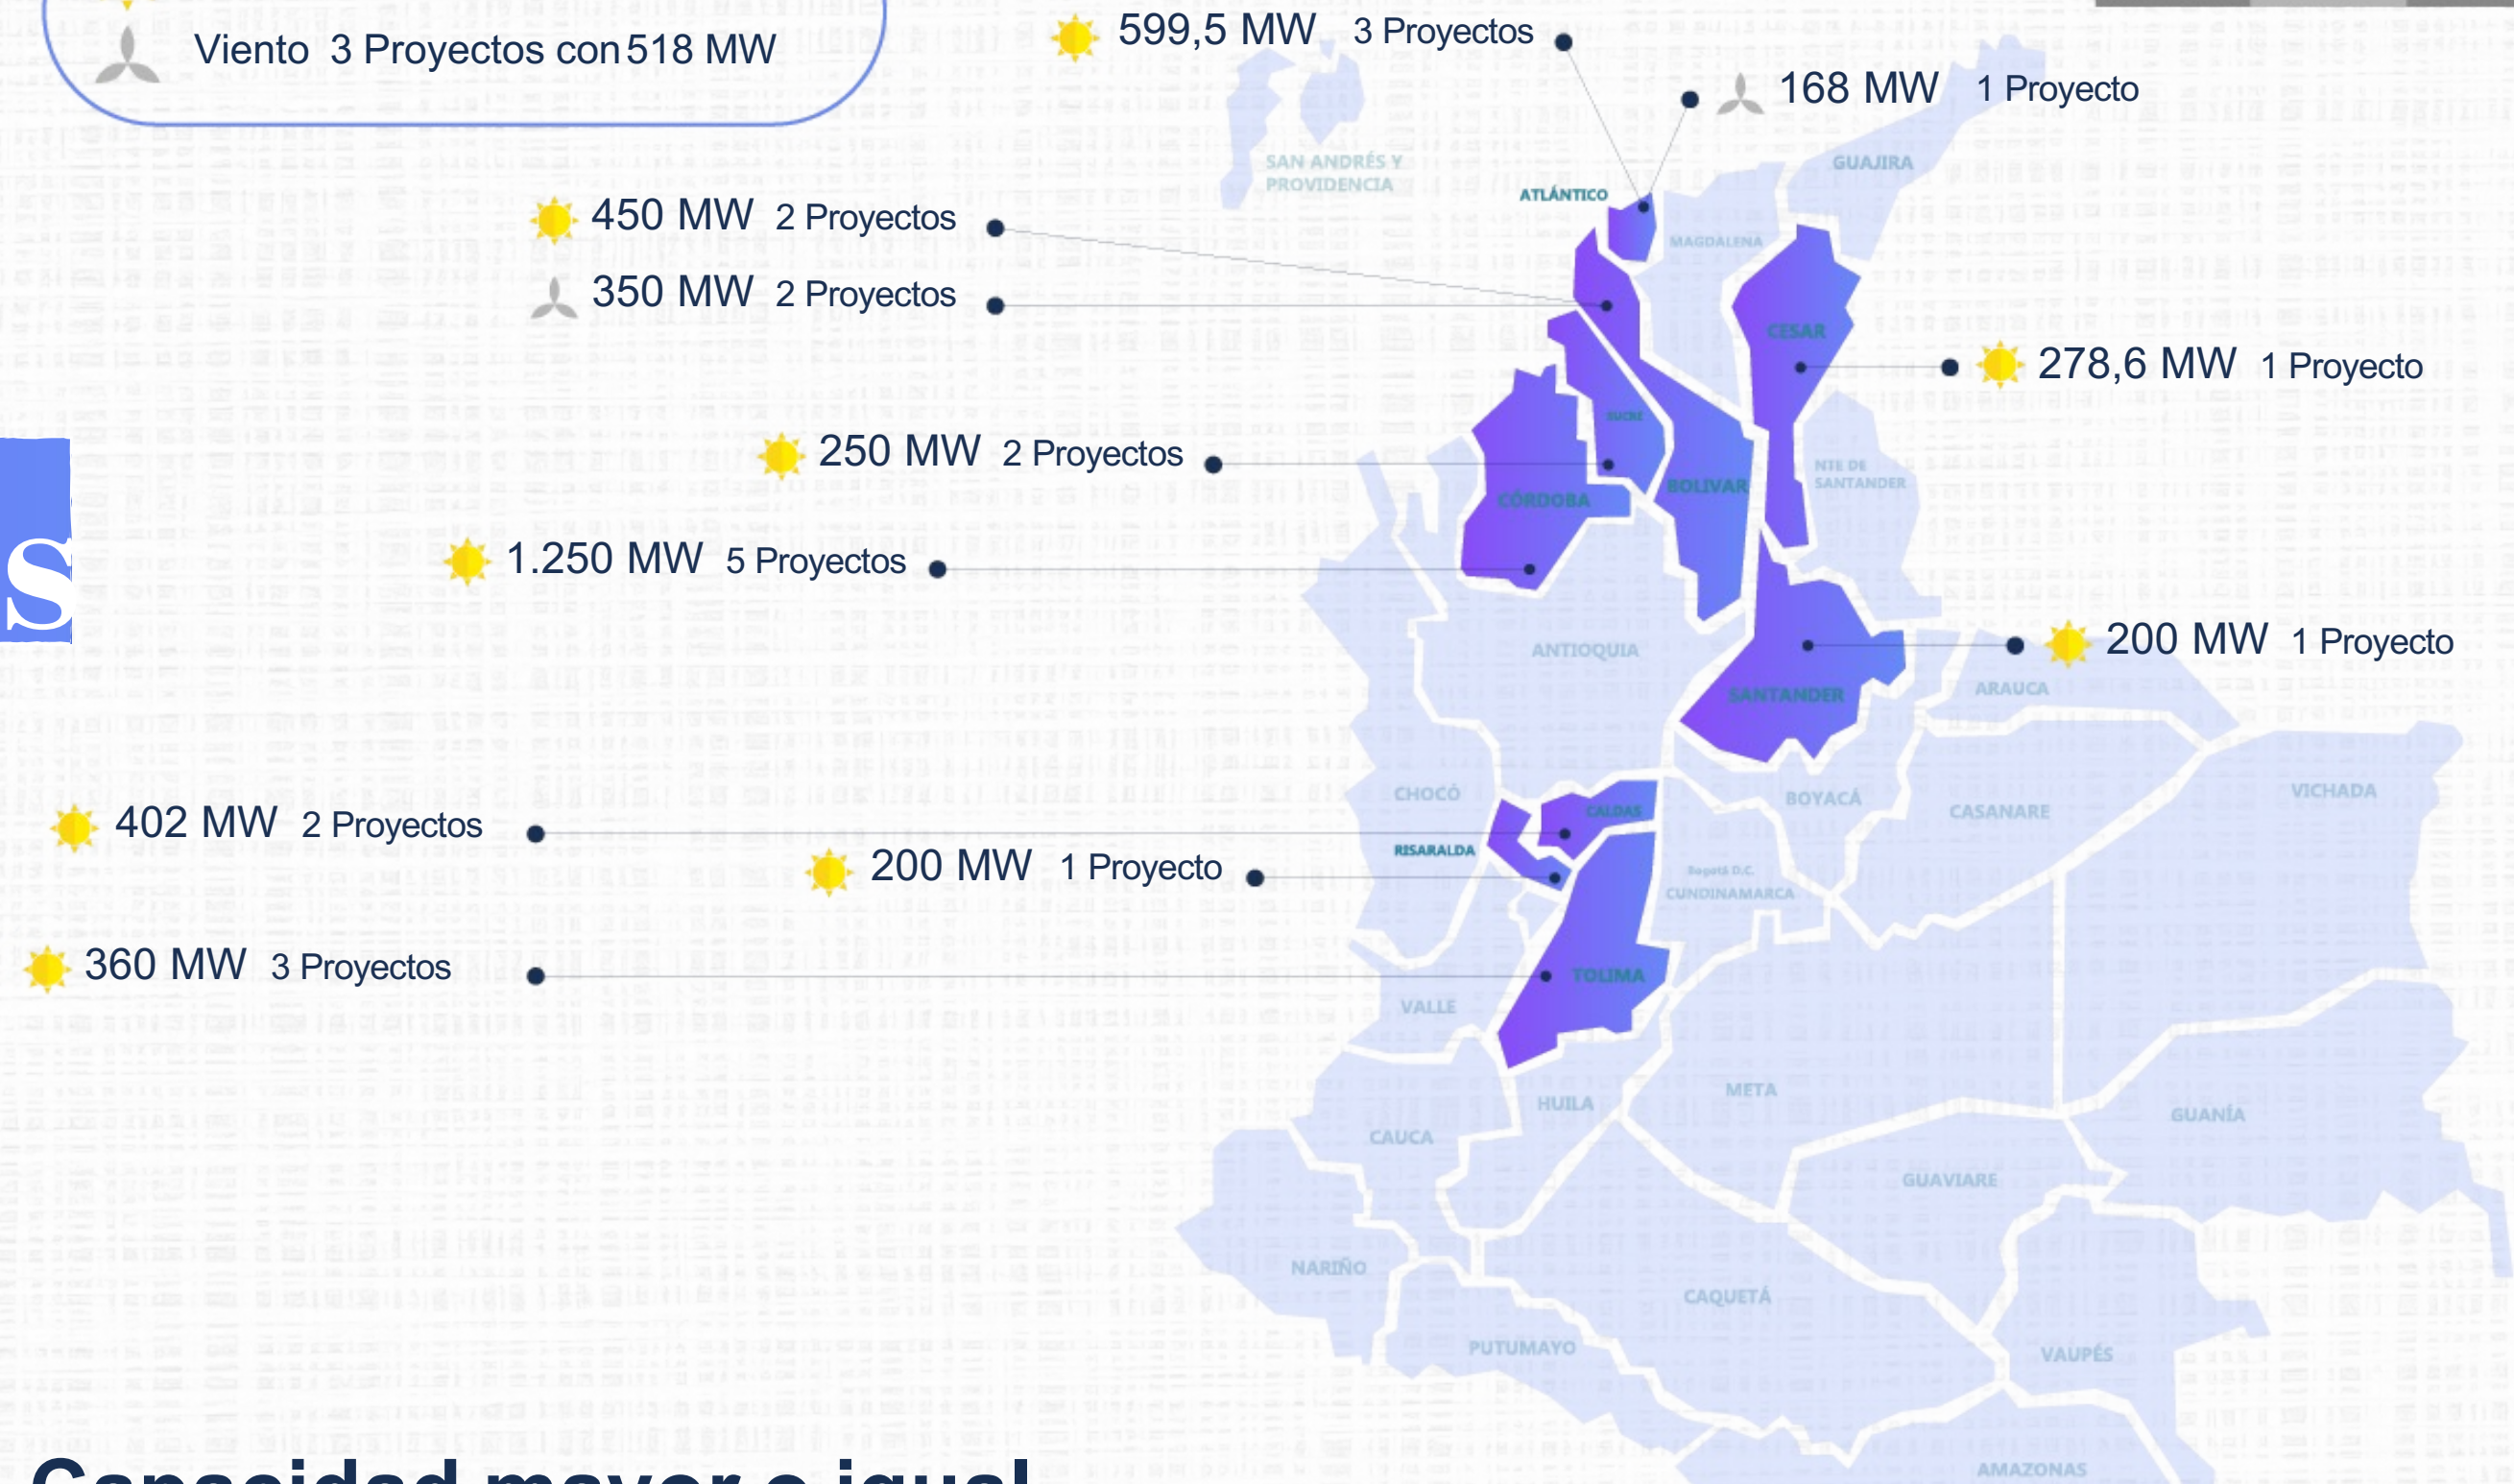 Viento 3 Proyectos con 518 MW
599,5 MW 3 Proyectos
168 MW 1 Proyecto
SAN ANDRÉS Y
PROVIDENCIA
GUAJIRA
ATLÁNTICO
450 MW 2 Proyectos
MAGDALENA
350 MW 2 Proyectos
CESAR
278,6 MW 1 Proyecto
SUCRE
250 MW 2 Proyectos
NTE DE
SANTANDER
BOLIVAR
CÓRDOBA
1.250 MW 5 Proyectos
s
200 MW 1 Proyecto
ANTIOQUIA
SANTANDER
ARAUCA
VICHADA
CHOCÓ
BOYACÁ
CASANARE
CALDAS
402 MW 2 Proyectos
RISARALDA
200 MW 1 Proyecto
Bogotá D.C.
CUNDINAMARCA
360 MW 3 Proyectos
TOLIMA
VALLE
META
HUILA
GUANÍA
CAUCA
GUAVIARE
NARIÑO
CAQUETÁ
PUTUMAYO
VAUPÉS
AMAZONAS
Capacidad mayor o igual